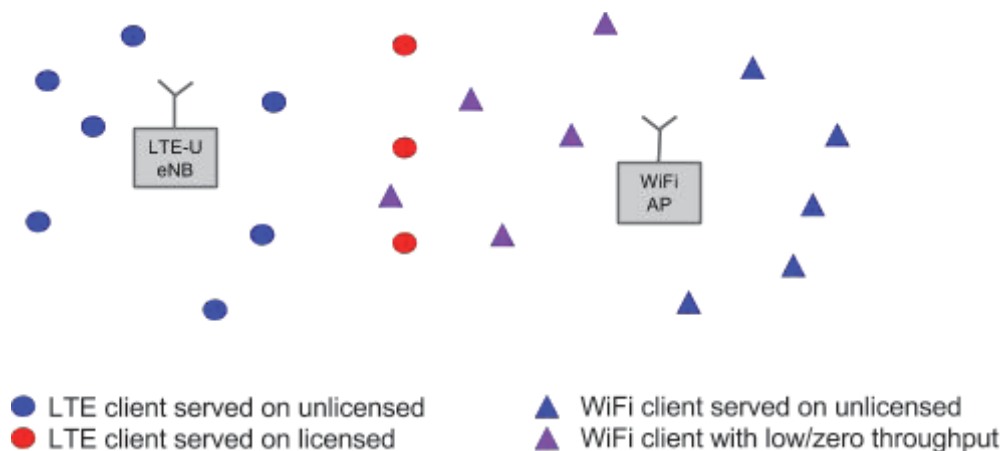 LTE-U
eNB
WiFi
AP
LTE client served on unlicensed
WiFi client served on unlicensed
LTE client served on licensed
WiFi client with low/zero throughput